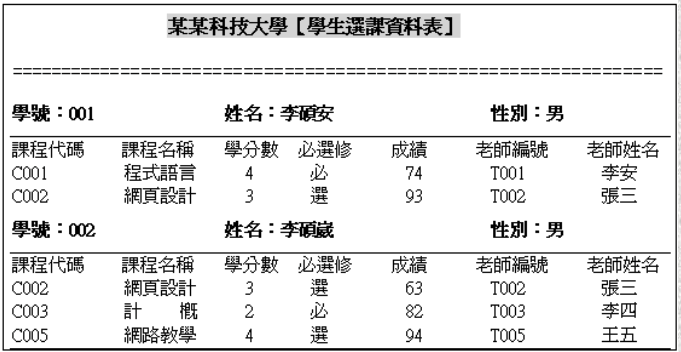 某某科技大學【學生選課資料表】
==================================================================
學號：001 姓名：李碩安 性別：男
課程代碼 課程名稱 學分數 必選修 成績 老師編號 老師姓名
C001 程式語言 4 必 74 T001 李安
C002 網頁設計 3 選 93 T002 張三
學號：002 姓名：李碩崴 性別：男
課程代碼 課程名稱 學分數 必選修 成績 老師編號 老師姓名
C002 網頁設計 3 選 63 T002 張三
C003 計 概 2 必 82 T003 李四
C005 網路教學 4 選 94 T005 王五